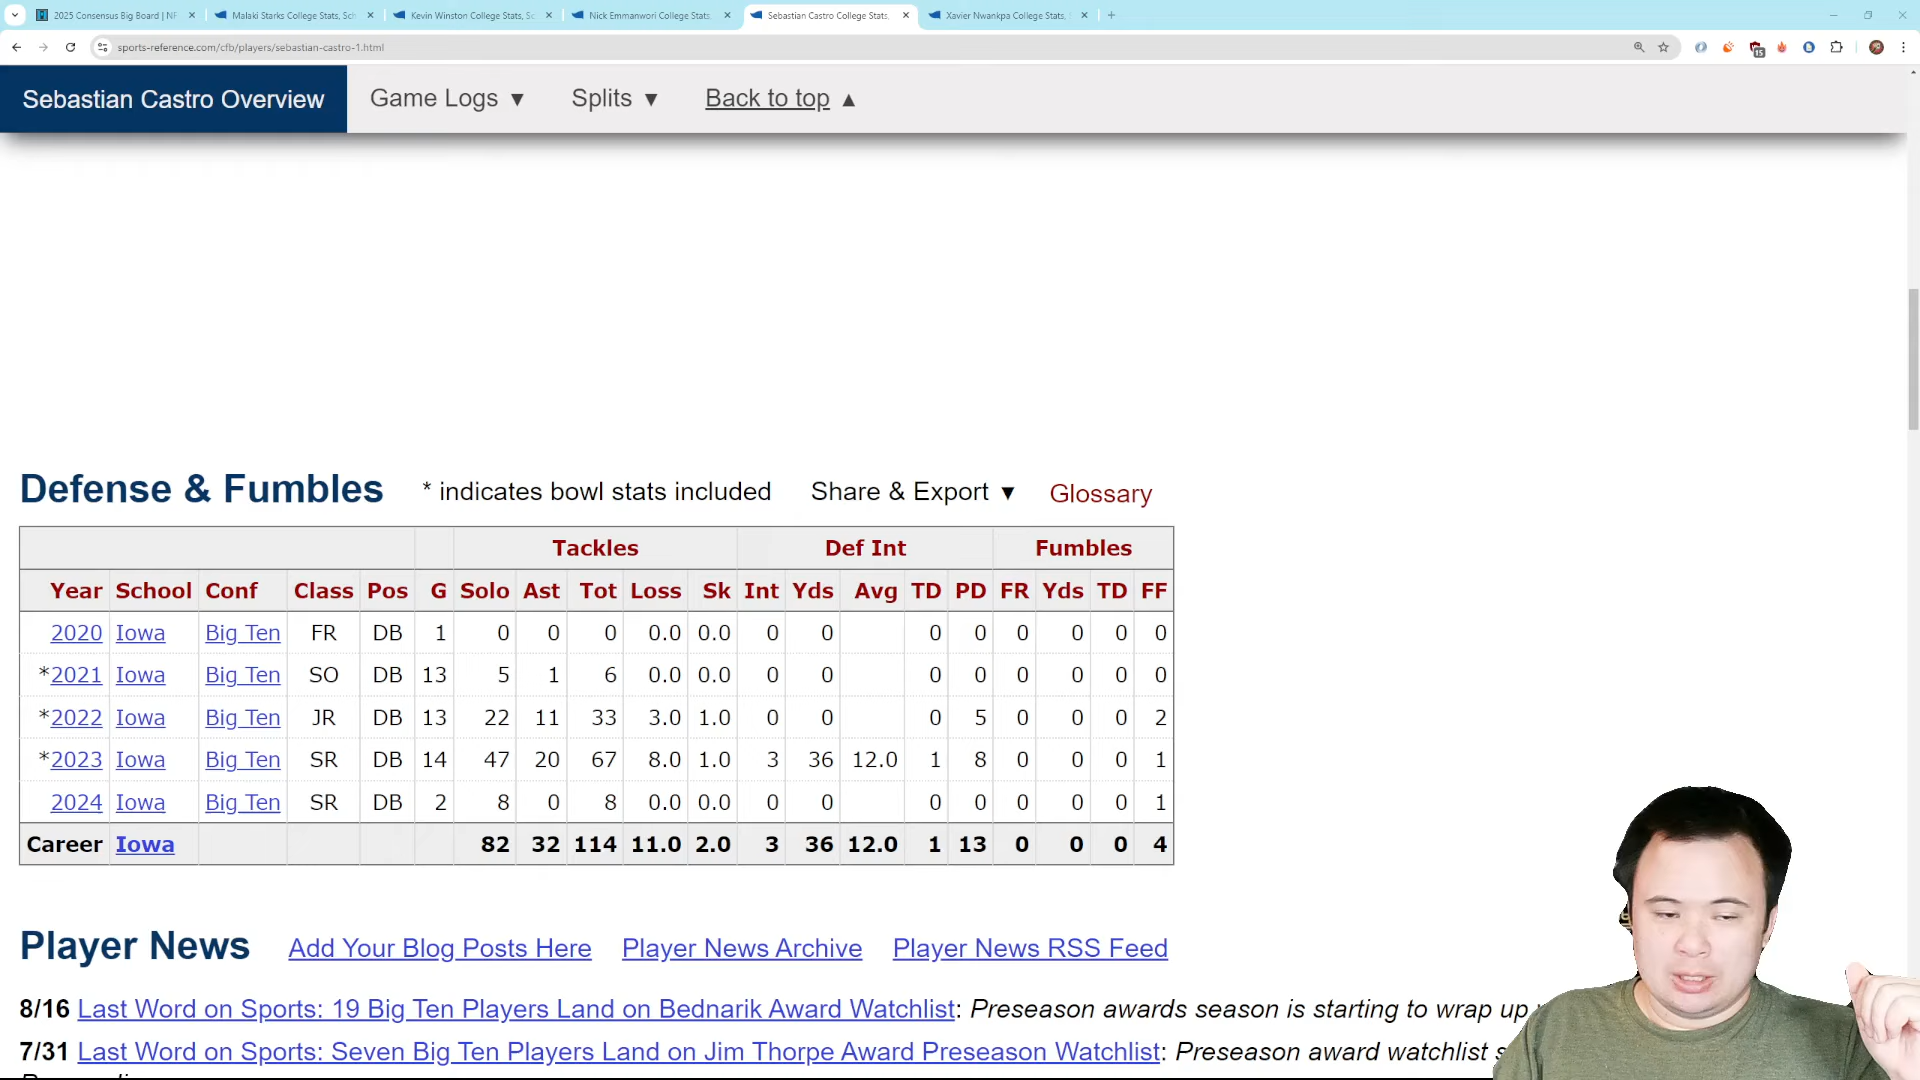 2025 Consensus Big Board | NF
Malaki Starks College Stats, Sch
Kevin Winston College Stats, Sc
Nick Emmanwori College Stats,
Sebastian Castro College Stats,
Xavier Nwankpa College Stats,
sports-reference.com/cfb/players/sebastian-castro-1.html
15
Sebastian Castro Overview Game Logs ▼ Splits ▼ Back to top ▲
Defense & Fumbles * indicates bowl stats included Share & Export ▼ Glossary
Tackles Def Int Fumbles
Year School Conf Class Pos G Solo Ast Tot Loss Sk Int Yds Avg TD PD FR Yds TD FF
2020 Iowa Big Ten FR DB 1 0 0 0 0.0 0.0 0 0 0 0 0 0 0 0
*2021 Iowa Big Ten SO DB 13 5 1 6 0.0 0.0 0 0 0 0 0 0 0 0
*2022 Iowa Big Ten JR DB 13 22 11 33 3.0 1.0 0 0 0 5 0 0 0 2
*2023 Iowa Big Ten SR DB 14 47 20 67 8.0 1.0 3 36 12.0 1 8 0 0 0 1
2024 Iowa Big Ten SR DB 2 8 0 8 0.0 0.0 0 0 0 0 0 0 0 1
Career Iowa 82 32 114 11.0 2.0 3 36 12.0 1 13 0 0 0 4
Player News Add Your Blog Posts Here Player News Archive Player News RSS Feed
8/16 Last Word on Sports: 19 Big Ten Players Land on Bednarik Award Watchlist: Preseason awards season is starting to wrap up
7/31 Last Word on Sports: Seven Big Ten Players Land on Jim Thorpe Award Preseason Watchlist: Preseason award watchlist s